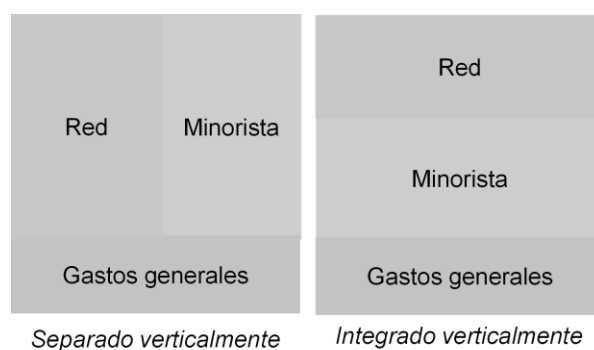 Red
Minorista
Gastos generales
Separado verticalmente
Red
Minorista
Gastos generales
Integrado verticalmente